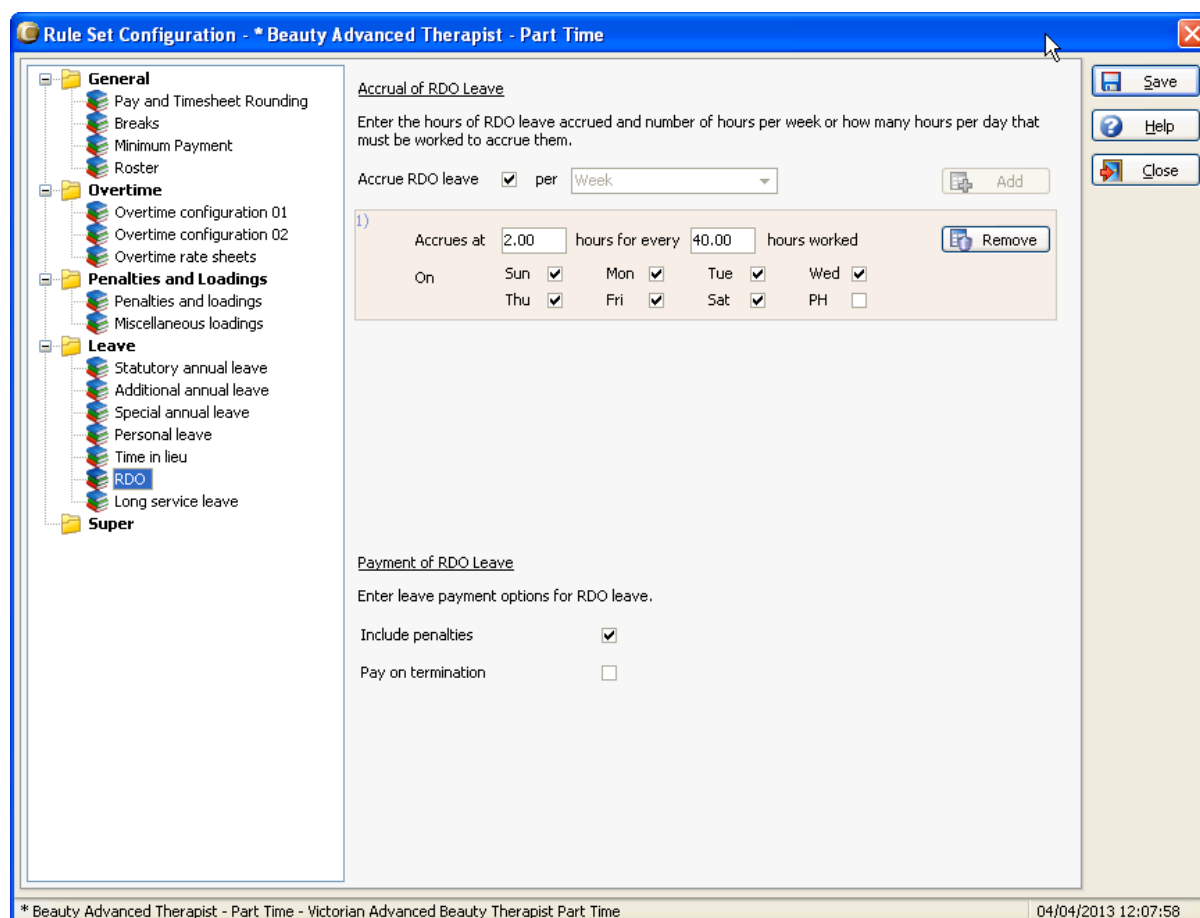 Rule Set Configuration - * Beauty Advanced Therapist - Part Time
General
Pay and Timesheet Rounding
Breaks
Minimum Payment
Roster
Overtime
Overtime configuration 01
Overtime configuration 02
Overtime rate sheets
Penalties and Loadings
Penalties and loadings
Miscellaneous loadings
Leave
Statutory annual leave
Additional annual leave
Special annual leave
Personal leave
Time in lieu
RDO
Long service leave
Super
Accrual of RDO Leave
Enter the hours of RDO leave accrued and number of hours per week or how many hours per day that
must be worked to accrue them.
Accrue RDO leave per Week Add
1)
Accrues at 2.00 hours for every 40.00 hours worked Remove
On Sun Mon Tue Wed
Thu Fri Sat PH
Payment of RDO Leave
Enter leave payment options for RDO leave.
Include penalties
Pay on termination
Save
Help
Close
* Beauty Advanced Therapist - Part Time - Victorian Advanced Beauty Therapist Part Time 04/04/2013 12:07:58